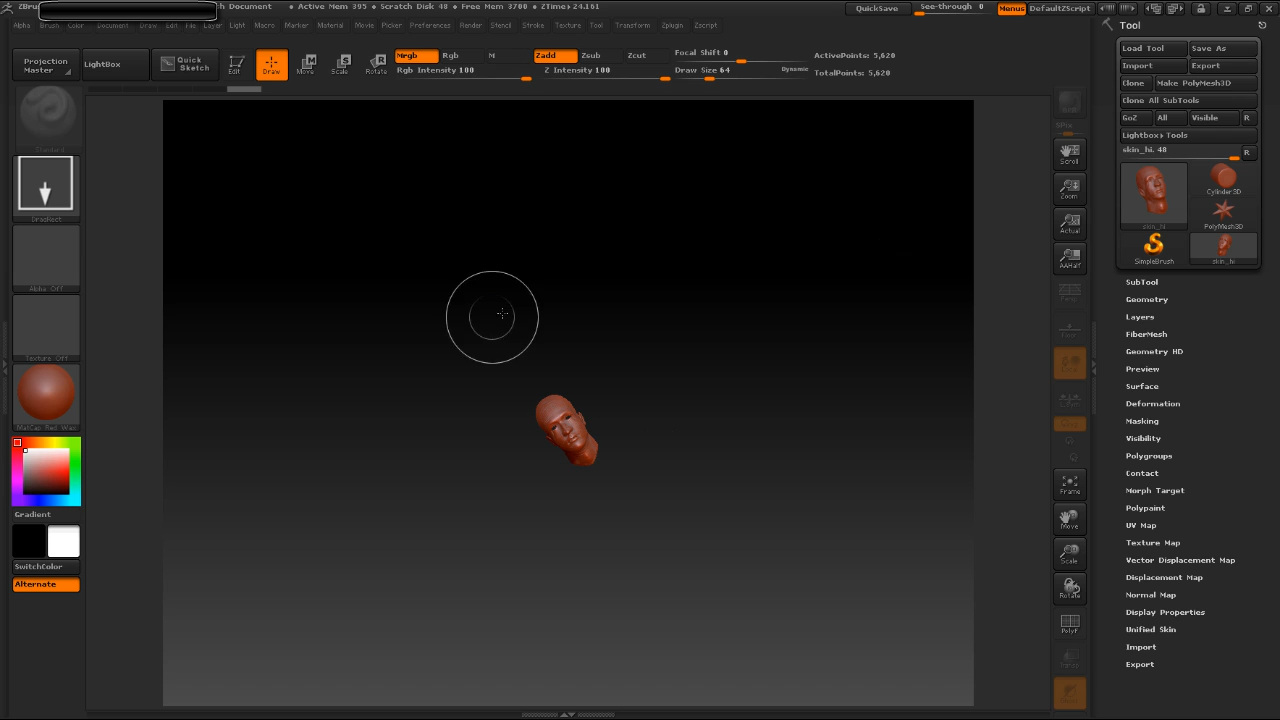 ZBrus
Document
Active Mem 395
Scratch Disk 48
Free Mem 3700
ZTime▸24.161
QuickSave
See-through 0
Menus
DefaultZScript
Alpha
Brush
Color
Document
Draw
Edit
File
Layer
Light
Macro
Marker
Material
Movie
Picker
Preferences
Render
Stencil
Stroke
Texture
Tool
Transform
Zplugin
Zscript
Projection
Master
LightBox
Quick
Sketch
Edit
Draw
Move
Scale
Rotate
Mrgb
Rgb
M
Rgb Intensity 100
Zadd
Zsub
Zcut
Z Intensity 100
Focal Shift 0
Draw Size 64
Dynamic
ActivePoints: 5,620
TotalPoints: 5,620
Standard
DragRect
Alpha Off
Texture Off
MatCap Red Wax
Gradient
SwitchColor
Alternate
SPix
Scroll
Zoom
Actual
AAHalf
Persp
Floor
Local
Frame
Move
Scale
Rotate
PolyF
Transp
Tool
Load Tool
Save As
Import
Export
Clone
Make PolyMesh3D
Clone All SubTools
GoZ
All
Visible
R
Lightbox▸Tools
skin_hi. 48
R
skin_hi
Cylinder3D
PolyMesh3D
SimpleBrush
skin_hi
SubTool
Geometry
Layers
FiberMesh
Geometry HD
Preview
Surface
Deformation
Masking
Visibility
Polygroups
Contact
Morph Target
Polypaint
UV Map
Texture Map
Vector Displacement Map
Displacement Map
Normal Map
Display Properties
Unified Skin
Import
Export